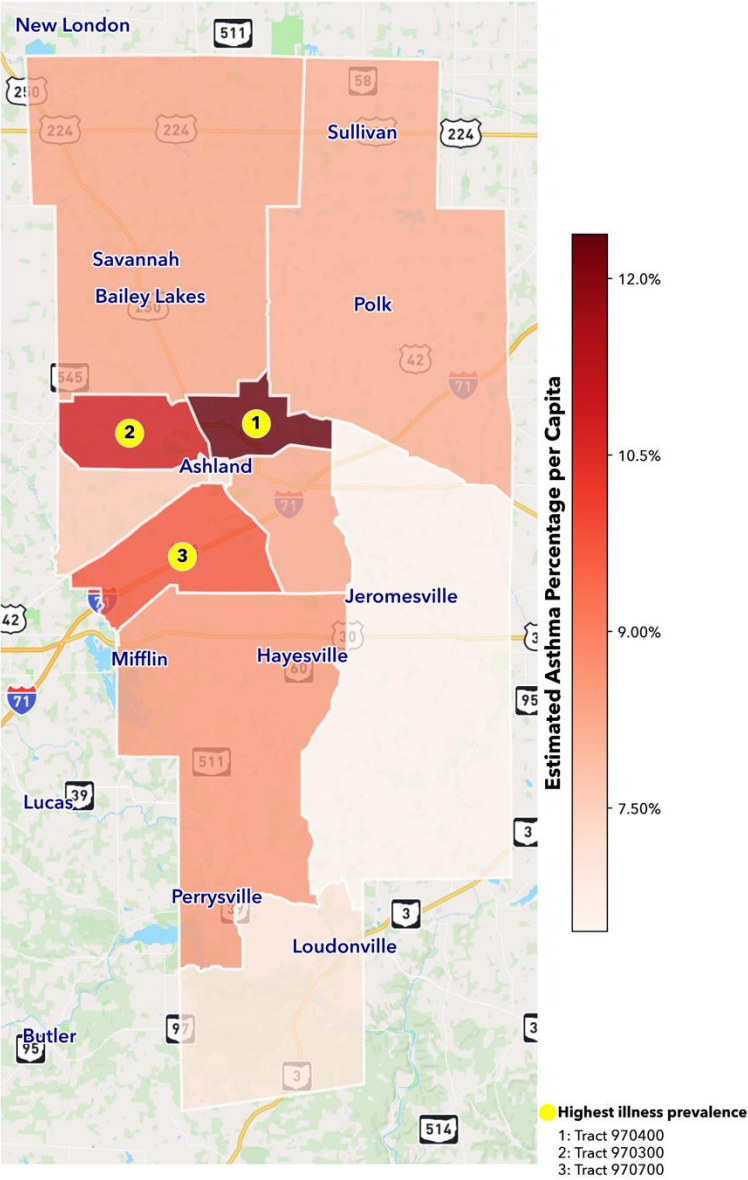 New London
511
250
58
224
224
Sullivan
224
Savannah
Bailey Lakes
250
Polk
545
42
71
1
2
Ashland
71
3
71
42
Jeromesville
30
3
Mifflin
Hayesville
60
71
95
511
Lucas
39
3
Perrysville
39
3
Loudonville
Butler
95
97
3
3
514
Estimated Asthma Percentage per Capita
12.0%
10.5%
9.00%
7.50%
Highest illness prevalence
1: Tract 970400
2: Tract 970300
3: Tract 970700